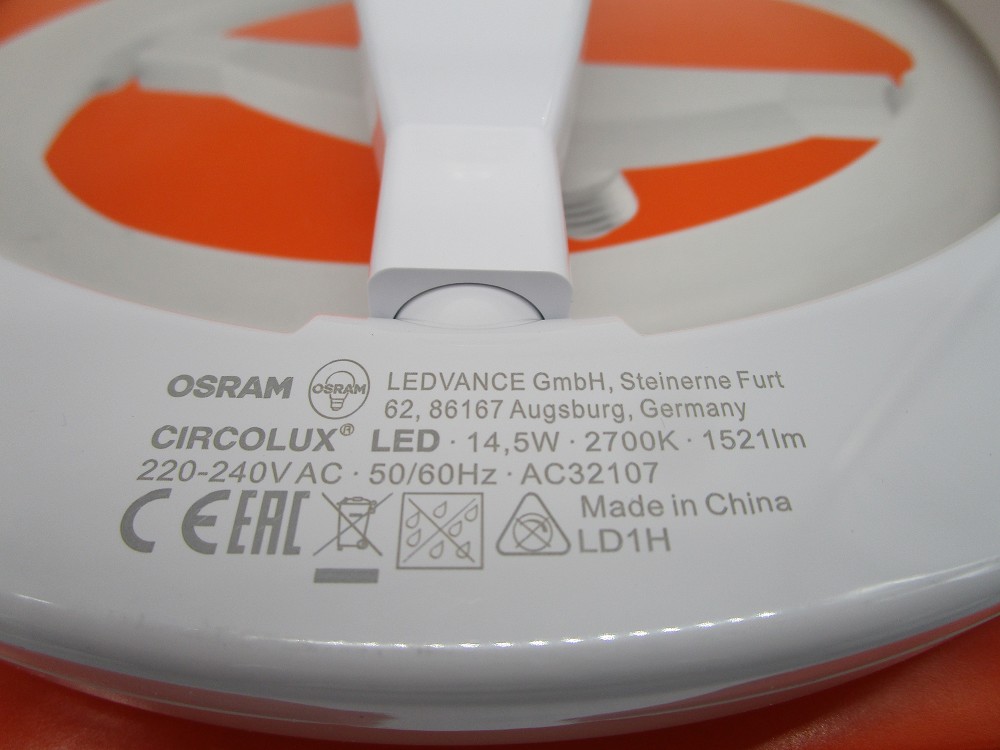 OSRAM OSRAM LEDVANCE GmbH, Steinerne Furt
62, 86167 Augsburg, Germany
CIRCOLUX® LED · 14,5W · 2700K · 1521lm
220-240V AC · 50/60Hz · AC32107
CE EAC Made in China
LD1H